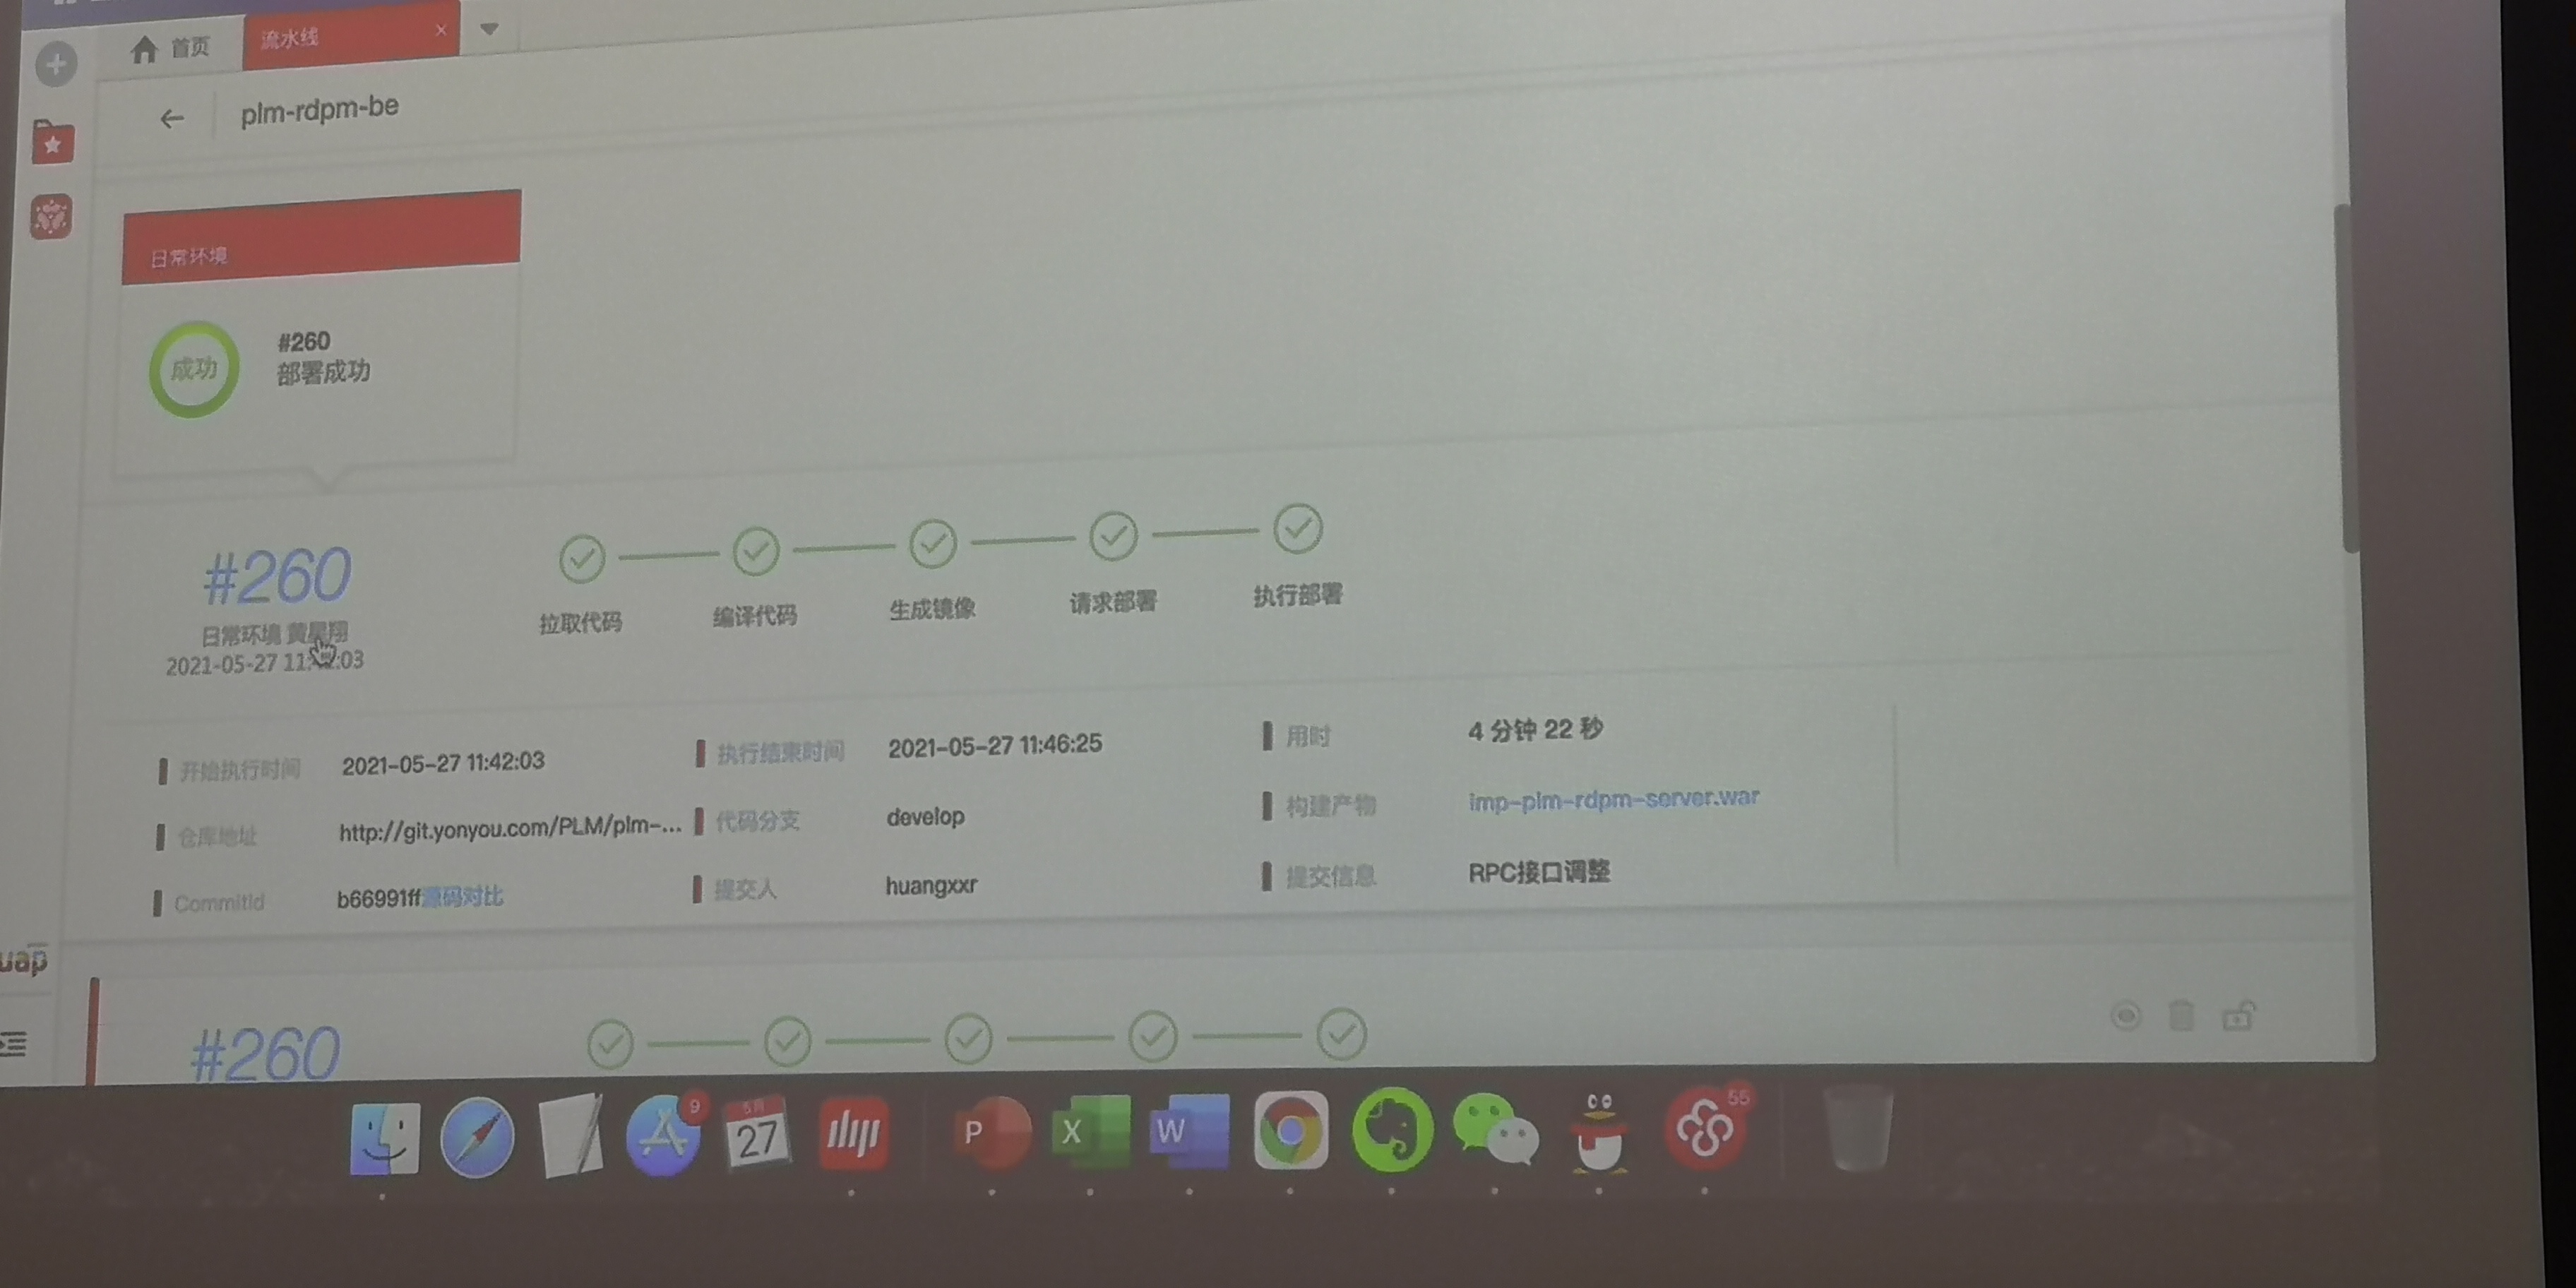 首页
流水线
plm-rdpm-be
日常环境
成功
#260
部署成功
#260
日常环境
2021-05-27
拉取代码
编译代码
生成镜像
请求部署
执行部署
开始执行时间 2021-05-27 11:42:03
执行结束时间 2021-05-27 11:46:25
用时 4 分钟 22 秒
仓库地址 http://git.yonyou.com/PLM/plm-...
代码分支 develop
构建产物 imp-plm-rdpm-server.war
CommitId b66991ff源码对比
提交人 huangxxr
提交信息 RPC接口调整
uap
#260
9
5月
27
P
X
W
55